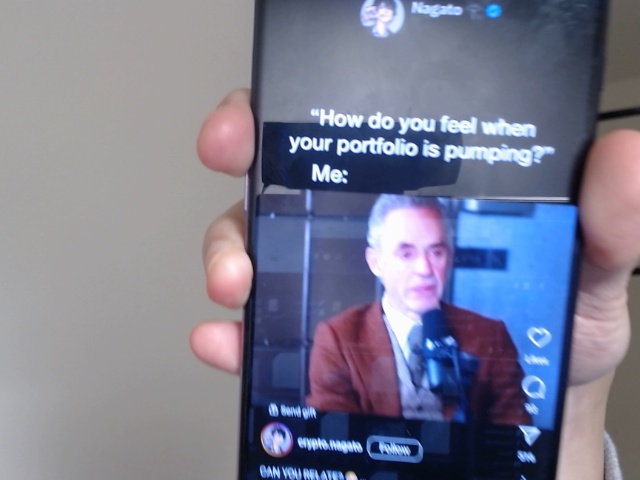 Nagato
“How do you feel when
your portfolio is pumping?”
Me:
Likes
Send gift
crypto.nagato Follow
CAN YOU RELATE?